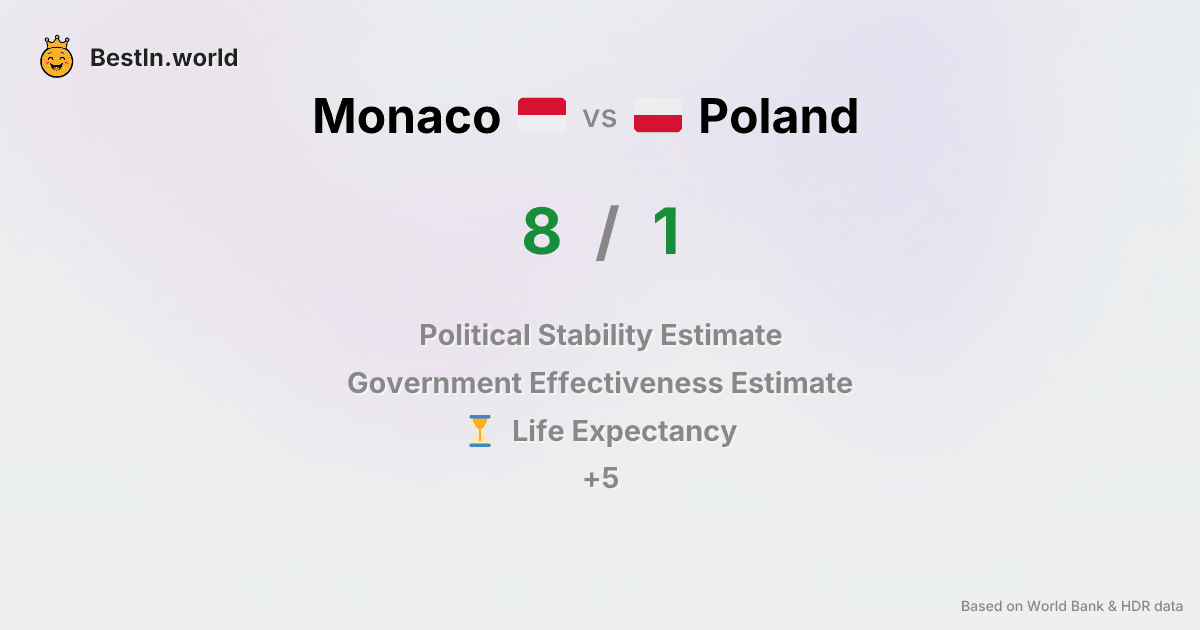 BestIn.world
Monaco vs Poland
8 / 1
Political Stability Estimate
Government Effectiveness Estimate
Life Expectancy
+5
Based on World Bank & HDR data